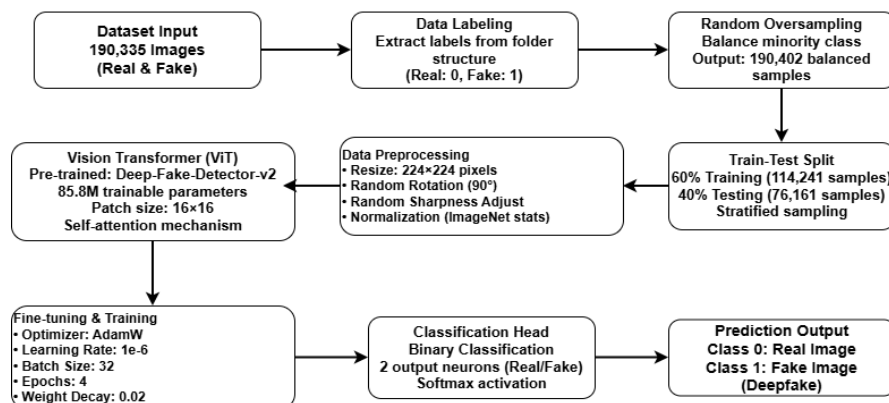 Dataset Input
190,335 Images
(Real & Fake)
Data Labeling
Extract labels from folder
structure
(Real: 0, Fake: 1)
Random Oversampling
Balance minority class
Output: 190,402 balanced
samples
Train-Test Split
60% Training (114,241 samples)
40% Testing (76,161 samples)
Stratified sampling
Data Preprocessing
• Resize: 224×224 pixels
• Random Rotation (90°)
• Random Sharpness Adjust
• Normalization (ImageNet stats)
Vision Transformer (ViT)
Pre-trained: Deep-Fake-Detector-v2
85.8M trainable parameters
Patch size: 16×16
Self-attention mechanism
Fine-tuning & Training
• Optimizer: AdamW
• Learning Rate: 1e-6
• Batch Size: 32
• Epochs: 4
• Weight Decay: 0.02
Classification Head
Binary Classification
2 output neurons (Real/Fake)
Softmax activation
Prediction Output
Class 0: Real Image
Class 1: Fake Image
(Deepfake)